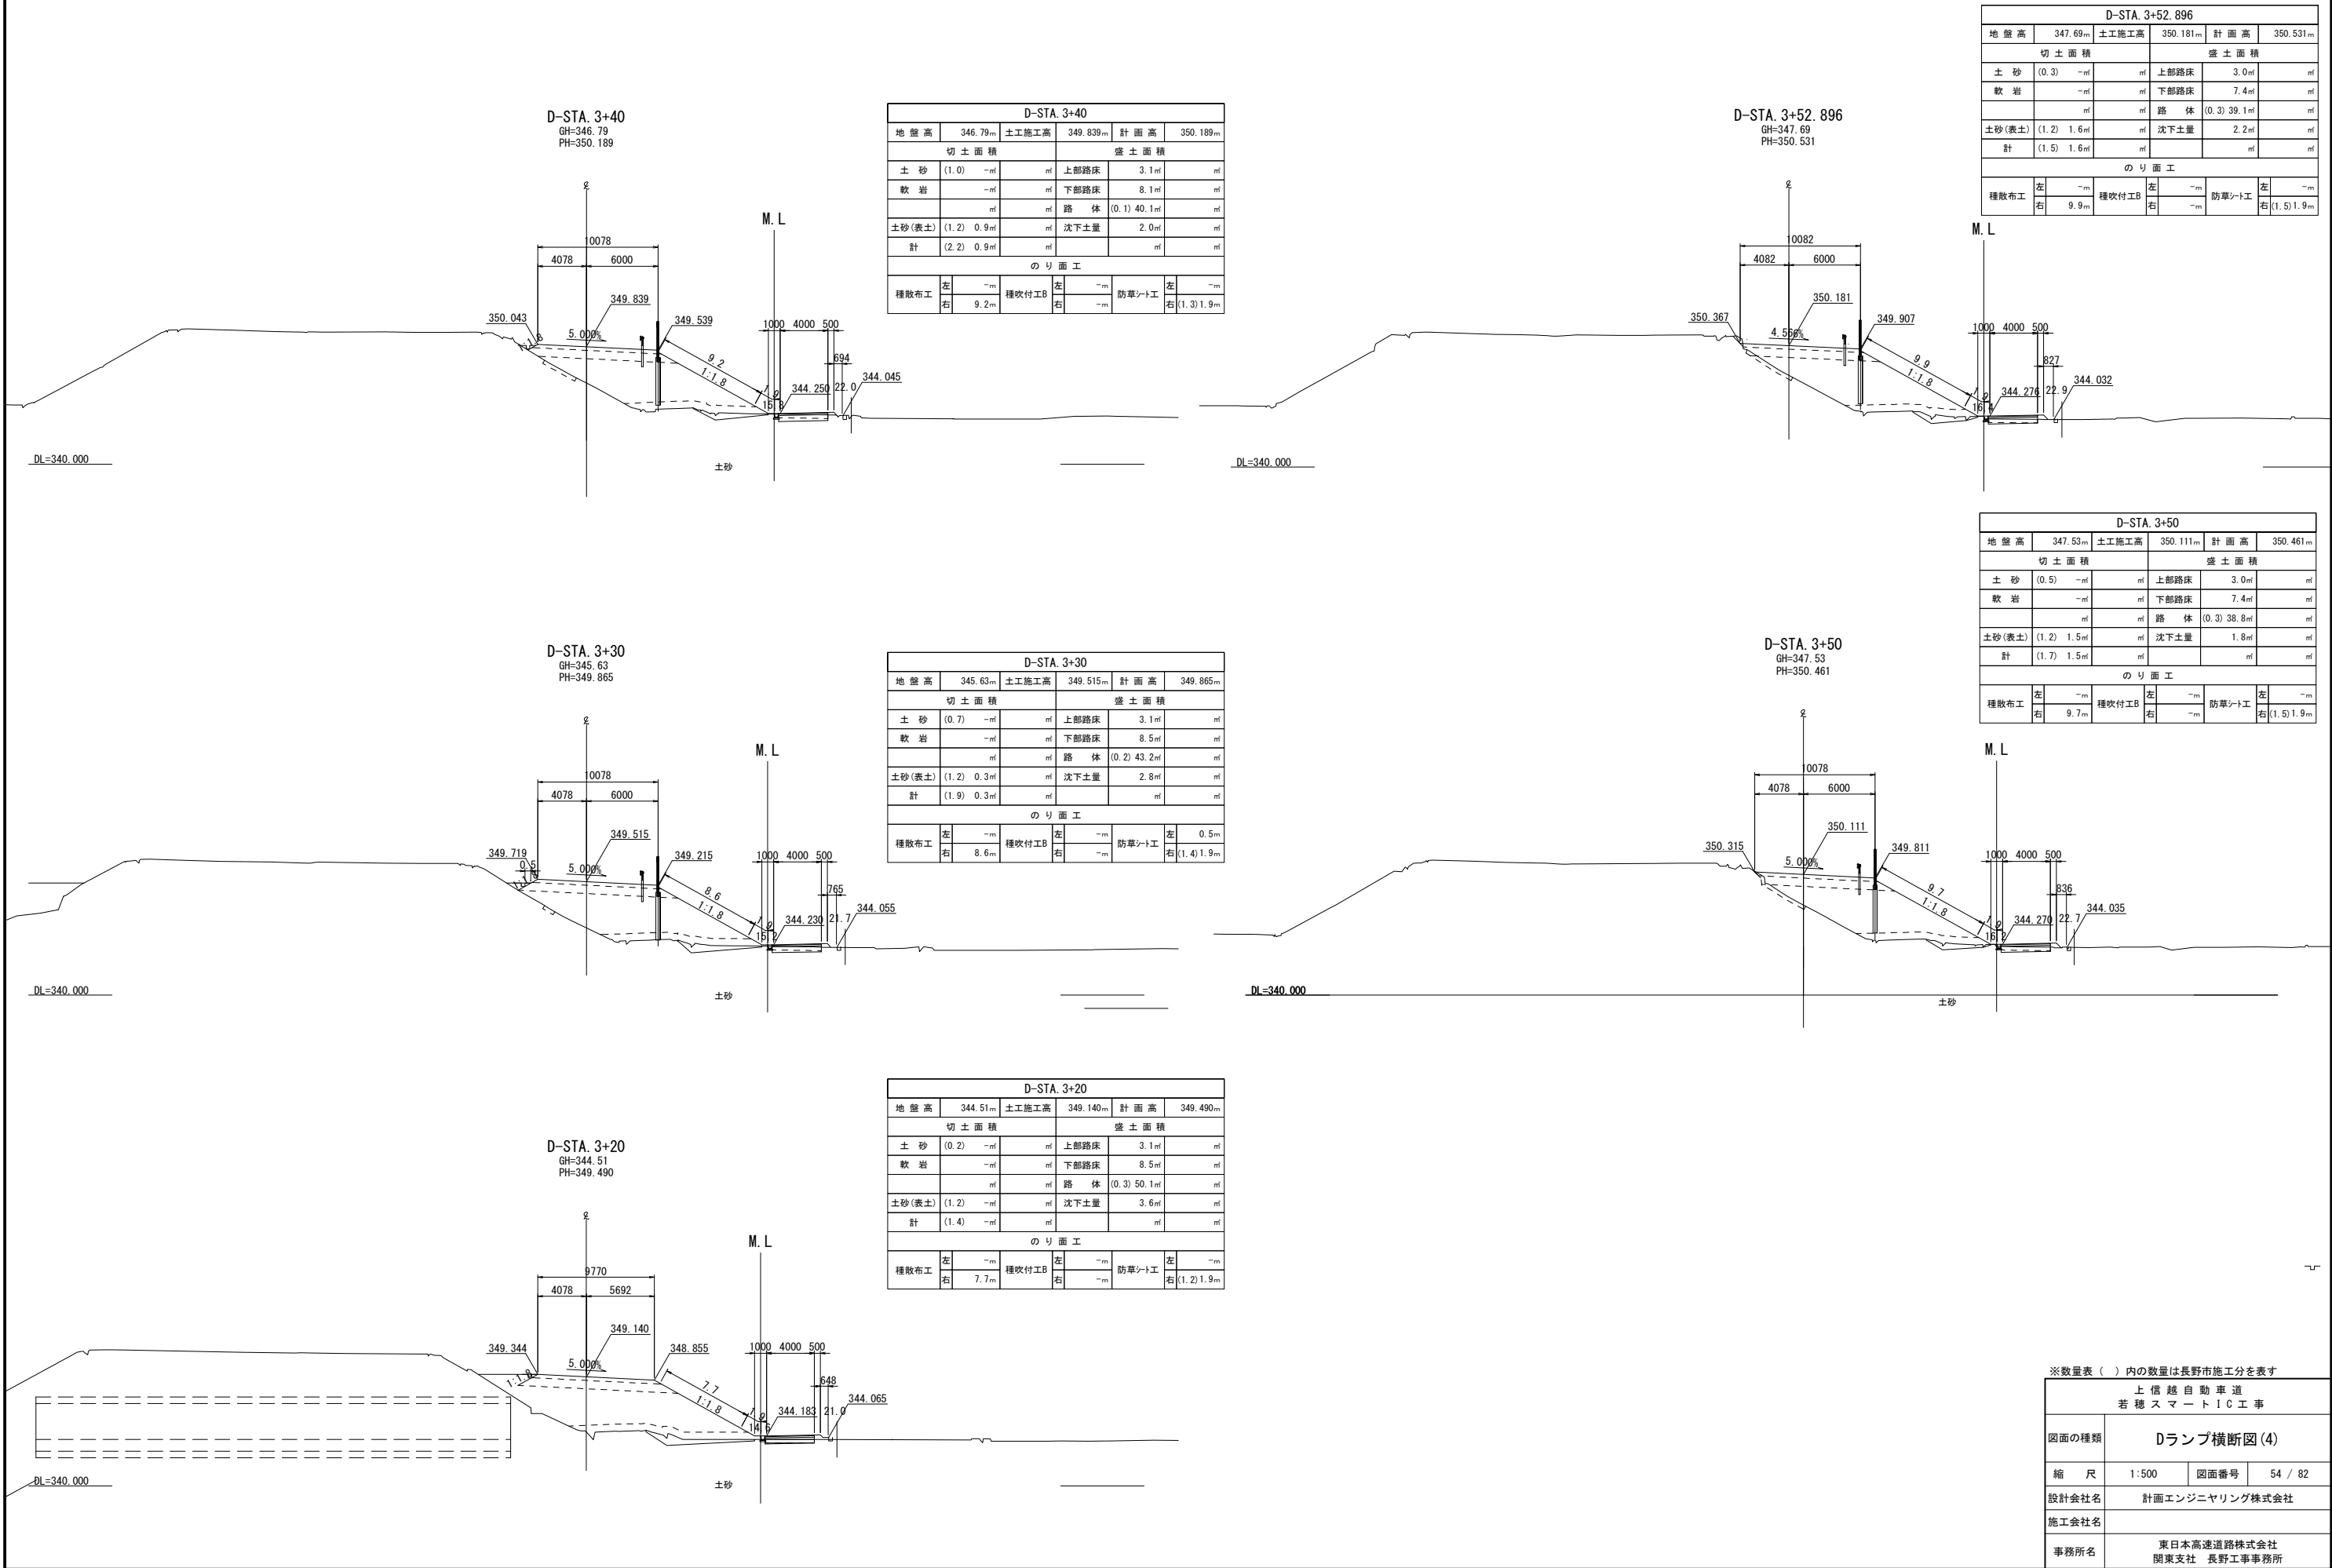 D-STA. 3+40
GH=346.79
PH=350.189
M. L
10078
4078 6000
349.839
350.043
5.000%
349.539
1:1.8
9.2
1:1.8
1.9
1000 4000 500
694
344.250 22.0
344.045
15.8
DL=340.000
土砂
D-STA. 3+40
地盤高 346.79m 土工施工高 349.839m 計画高 350.189m
切土面積 盛土面積
土砂 (1.0) -㎡ ㎡ 上部路床 3.1㎡ ㎡
軟岩 -㎡ ㎡ 下部路床 8.1㎡ ㎡
㎡ ㎡ 路体 (0.1) 40.1㎡ ㎡
土砂(表土) (1.2) 0.9㎡ ㎡ 沈下土量 2.0㎡ ㎡
計 (2.2) 0.9㎡ ㎡ ㎡ ㎡
のり面工
種散布工 左 -m 種吹付工B 左 -m 防草シート工 左 -m
右 9.2m 右 -m 右 (1.3)1.9m
D-STA. 3+52.896
GH=347.69
PH=350.531
M. L
10082
4082 6000
350.181
350.367
4.556%
349.907
9.9
1:1.8
1000 4000 500
827
344.276 22.9
344.032
16.4
DL=340.000
D-STA. 3+52.896
地盤高 347.69m 土工施工高 350.181m 計画高 350.531m
切土面積 盛土面積
土砂 (0.3) -㎡ ㎡ 上部路床 3.0㎡ ㎡
軟岩 -㎡ ㎡ 下部路床 7.4㎡ ㎡
㎡ ㎡ 路体 (0.3) 39.1㎡ ㎡
土砂(表土) (1.2) 1.6㎡ ㎡ 沈下土量 2.2㎡ ㎡
計 (1.5) 1.6㎡ ㎡ ㎡ ㎡
のり面工
種散布工 左 -m 種吹付工B 左 -m 防草シート工 左 -m
右 9.9m 右 -m 右 (1.5)1.9m
D-STA. 3+30
GH=345.63
PH=349.865
M. L
10078
4078 6000
349.515
349.719
0.5
5.000%
349.215
8.6
1:1.8
1000 4000 500
765
344.230 21.7
344.055
15.2
DL=340.000
土砂
D-STA. 3+30
地盤高 345.63m 土工施工高 349.515m 計画高 349.865m
切土面積 盛土面積
土砂 (0.7) -㎡ ㎡ 上部路床 3.1㎡ ㎡
軟岩 -㎡ ㎡ 下部路床 8.5㎡ ㎡
㎡ ㎡ 路体 (0.2) 43.2㎡ ㎡
土砂(表土) (1.2) 0.3㎡ ㎡ 沈下土量 2.8㎡ ㎡
計 (1.9) 0.3㎡ ㎡ ㎡ ㎡
のり面工
種散布工 左 -m 種吹付工B 左 -m 防草シート工 左 0.5m
右 8.6m 右 -m 右 (1.4)1.9m
D-STA. 3+50
GH=347.53
PH=350.461
M. L
10078
4078 6000
350.111
350.315
5.000%
349.811
9.7
1:1.8
1000 4000 500
836
344.270 22.7
344.035
16.2
DL=340.000
土砂
D-STA. 3+50
地盤高 347.53m 土工施工高 350.111m 計画高 350.461m
切土面積 盛土面積
土砂 (0.5) -㎡ ㎡ 上部路床 3.0㎡ ㎡
軟岩 -㎡ ㎡ 下部路床 7.4㎡ ㎡
㎡ ㎡ 路体 (0.3) 38.8㎡ ㎡
土砂(表土) (1.2) 1.5㎡ ㎡ 沈下土量 1.8㎡ ㎡
計 (1.7) 1.5㎡ ㎡ ㎡ ㎡
のり面工
種散布工 左 -m 種吹付工B 左 -m 防草シート工 左 -m
右 9.7m 右 -m 右 (1.5)1.9m
D-STA. 3+20
GH=344.51
PH=349.490
M. L
9770
4078 5692
349.140
349.344
5.000%
348.855
1:1.8
7.7
1:1.8
1.9
1000 4000 500
648
344.183 21.0
344.065
14.6
DL=340.000
土砂
D-STA. 3+20
地盤高 344.51m 土工施工高 349.140m 計画高 349.490m
切土面積 盛土面積
土砂 (0.2) -㎡ ㎡ 上部路床 3.1㎡ ㎡
軟岩 -㎡ ㎡ 下部路床 8.5㎡ ㎡
㎡ ㎡ 路体 (0.3) 50.1㎡ ㎡
土砂(表土) (1.2) -㎡ ㎡ 沈下土量 3.6㎡ ㎡
計 (1.4) -㎡ ㎡ ㎡ ㎡
のり面工
種散布工 左 -m 種吹付工B 左 -m 防草シート工 左 -m
右 7.7m 右 -m 右 (1.2)1.9m
※数量表（　）内の数量は長野市施工分を表す
上信越自動車道
若穂スマートIC工事
図面の種類 Dランプ横断図(4)
縮尺 1:500 図面番号 54 / 82
設計会社名 計画エンジニヤリング株式会社
施工会社名
事務所名 東日本高速道路株式会社
関東支社 長野工事事務所